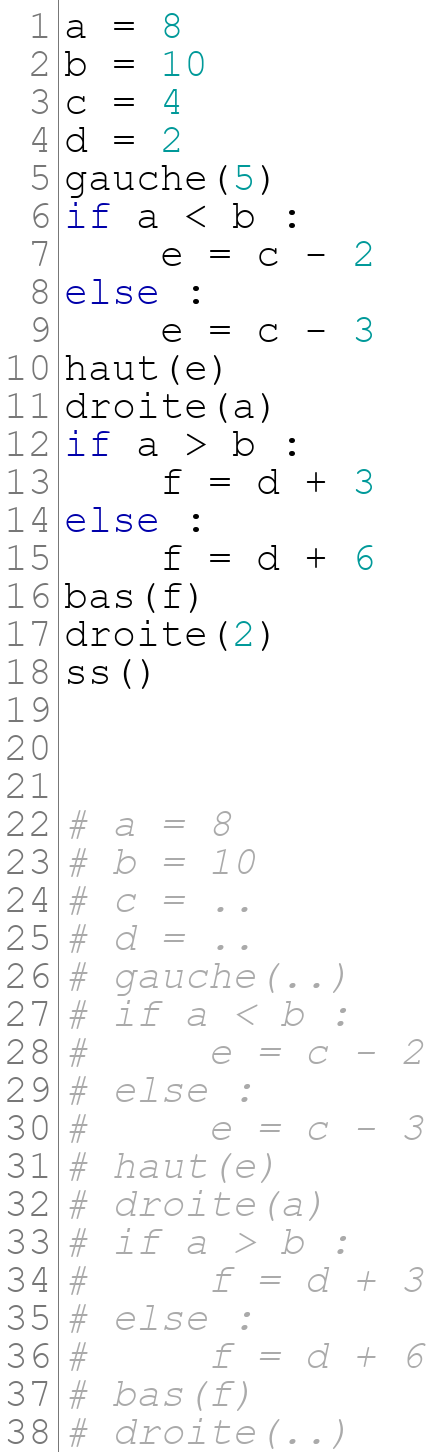 1 a = 8
2 b = 10
3 c = 4
4 d = 2
5 gauche(5)
6 if a < b :
7     e = c - 2
8 else :
9     e = c - 3
10 haut(e)
11 droite(a)
12 if a > b :
13     f = d + 3
14 else :
15     f = d + 6
16 bas(f)
17 droite(2)
18 ss()
19
20
21
22 # a = 8
23 # b = 10
24 # c = ..
25 # d = ..
26 # gauche(..)
27 # if a < b :
28 #     e = c - 2
29 # else :
30 #     e = c - 3
31 # haut(e)
32 # droite(a)
33 # if a > b :
34 #     f = d + 3
35 # else :
36 #     f = d + 6
37 # bas(f)
38 # droite(..)